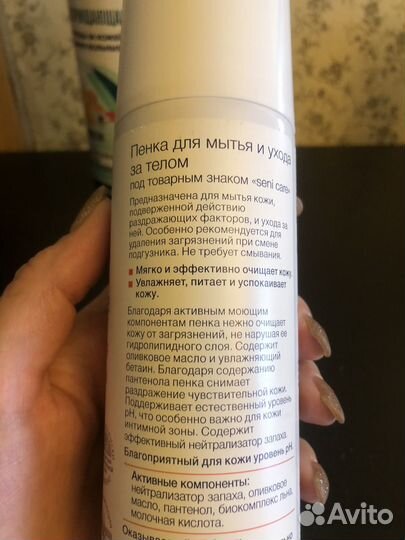 Пенка для мытья и ухода
за телом
под товарным знаком «seni care»
Предназначена для мытья кожи,
подверженной действию
раздражающих факторов, и ухода за
ней. Особенно рекомендуется для
удаления загрязнений при смене
подгузника. Не требует смывания.
Мягко и эффективно очищает кожу.
Увлажняет, питает и успокаивает
кожу.
Благодаря активным моющим
компонентам пенка нежно очищает
кожу от загрязнений, не нарушая ее
гидролипидного слоя. Содержит
оливковое масло и увлажняющий
бетаин. Благодаря содержанию
пантенола пенка снимает
раздражение чувствительной кожи.
Поддерживает естественный уровень
pH, что особенно важно для кожи
интимной зоны. Содержит
эффективный нейтрализатор запаха.
Благоприятный для кожи уровень pH.
Активные компоненты:
нейтрализатор запаха, оливковое
масло, пантенол, биокомплекс льна,
молочная кислота.
Avito